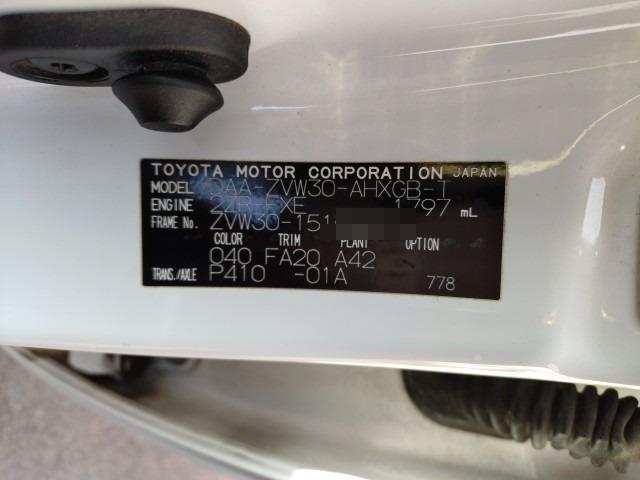 TOYOTA MOTOR CORPORATION JAPAN
MODEL DAA-ZVW30-AHXGB-T
ENGINE 2ZR-FXE 1797 mL
FRAME No. ZVW30-151
COLOR TRIM PLANT OPTION
040 FA20 A42
TRANS./AXLE P410 -01A 778